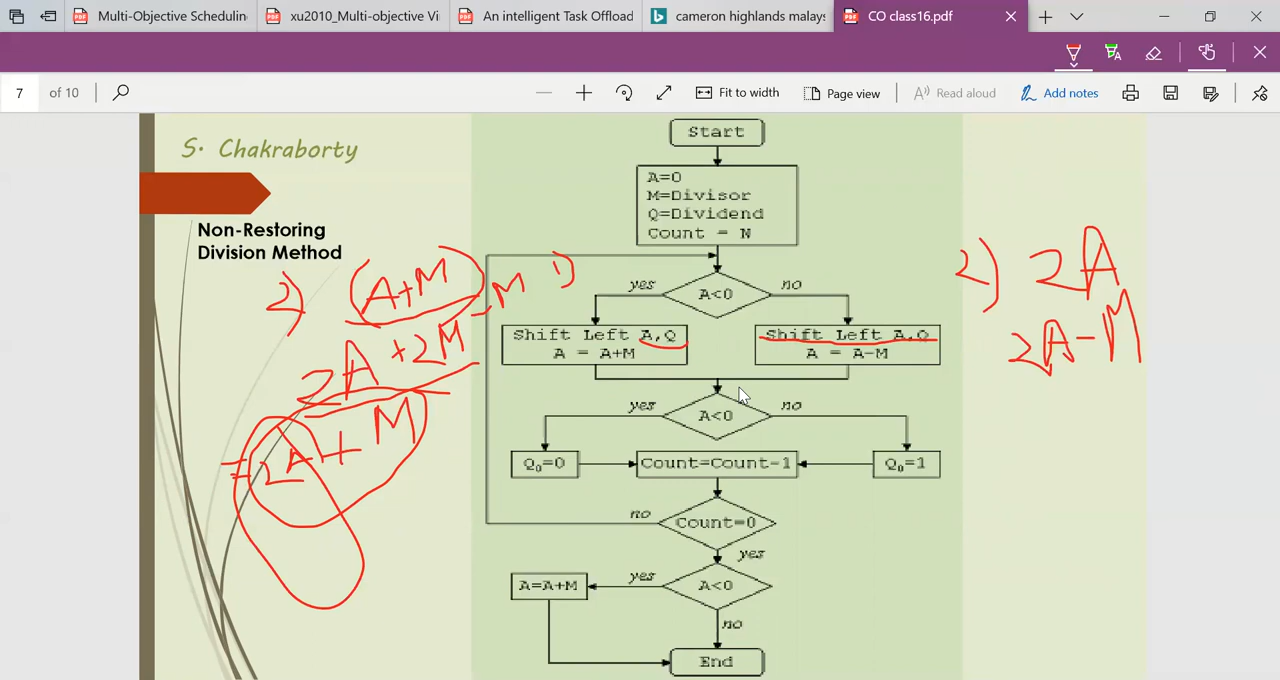 Multi-Objective Schedulin
xu2010_Multi-objective Vi
An intelligent Task Offload
cameron highlands malays
CO class16.pdf
7 of 10
Fit to width
Page view
Read aloud
Add notes
S. Chakraborty
Non-Restoring
Division Method
Start
A=0
M=Divisor
Q=Dividend
Count = N
A<0
yes
no
Shift Left A,Q
A = A+M
Shift Left A,Q
A = A-M
A<0
yes
no
Q0=0
Count=Count-1
Q0=1
Count=0
no
yes
A<0
yes
no
A=A+M
End
2) (A+M) 1)
2A +2M -M
= 2A + M
2) 2A
2A-M